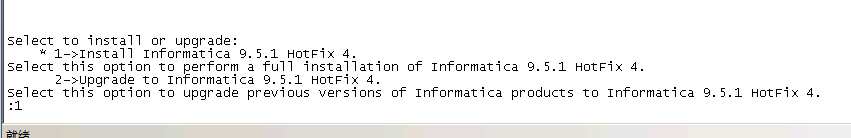 Select to install or upgrade:
* 1->Install Informatica 9.5.1 HotFix 4.
Select this option to perform a full installation of Informatica 9.5.1 HotFix 4.
2->Upgrade to Informatica 9.5.1 HotFix 4.
Select this option to upgrade previous versions of Informatica products to Informatica 9.5.1 HotFix 4.
:1
就绪